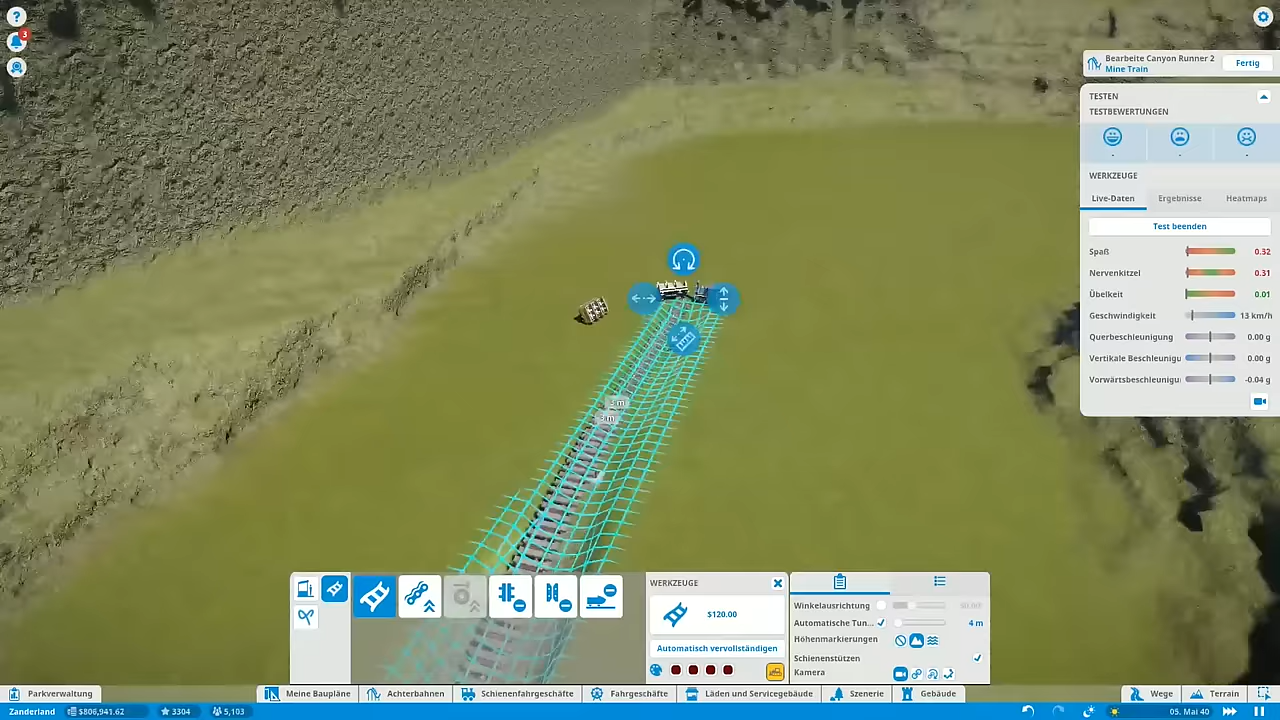 ?
3
Bearbeite Canyon Runner 2
Mine Train
Fertig
TESTEN
TESTBEWERTUNGEN
- - -
WERKZEUGE
Live-Daten Ergebnisse Heatmaps
Test beenden
Spaß 0.32
Nervenkitzel 0.31
Übelkeit 0.01
Geschwindigkeit 13 km/h
Querbeschleunigung 0.00 g
Vertikale Beschleunigu 0.00 g
Vorwärtsbeschleunigu -0.04 g
3 m
3 m
WERKZEUGE
$120.00
Automatisch vervollständigen
Winkelausrichtung
Automatische Tun... 4 m
Höhenmarkierungen
Schienenstützen
Kamera
Parkverwaltung Meine Baupläne Achterbahnen Schienenfahrgeschäfte Fahrgeschäfte Läden und Servicegebäude Szenerie Gebäude Wege Terrain
Zanderland $806,941.62 3304 5,103 05. Mai 40